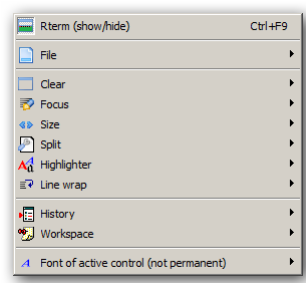 Rterm (show/hide) Ctrl+F9
File
Clear
Focus
Size
Split
Highlighter
Line wrap
History
Workspace
Font of active control (not permanent)